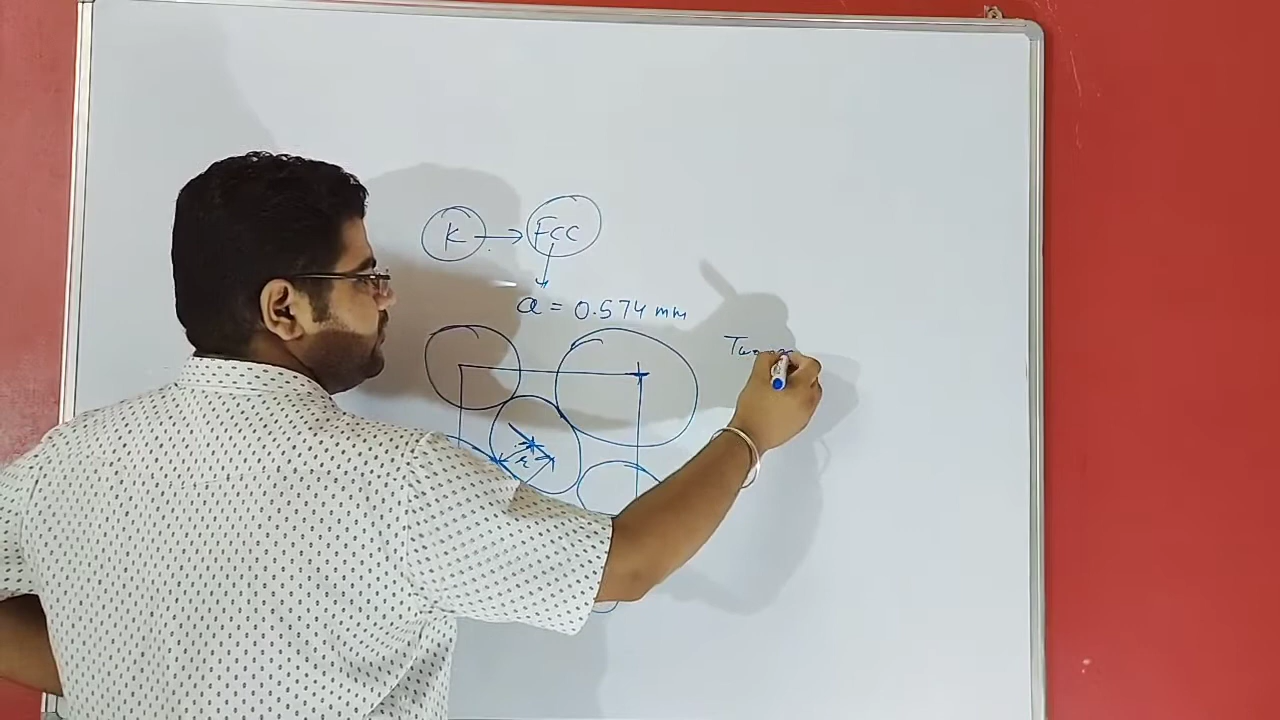 K → FCC
a = 0.574 mm
r